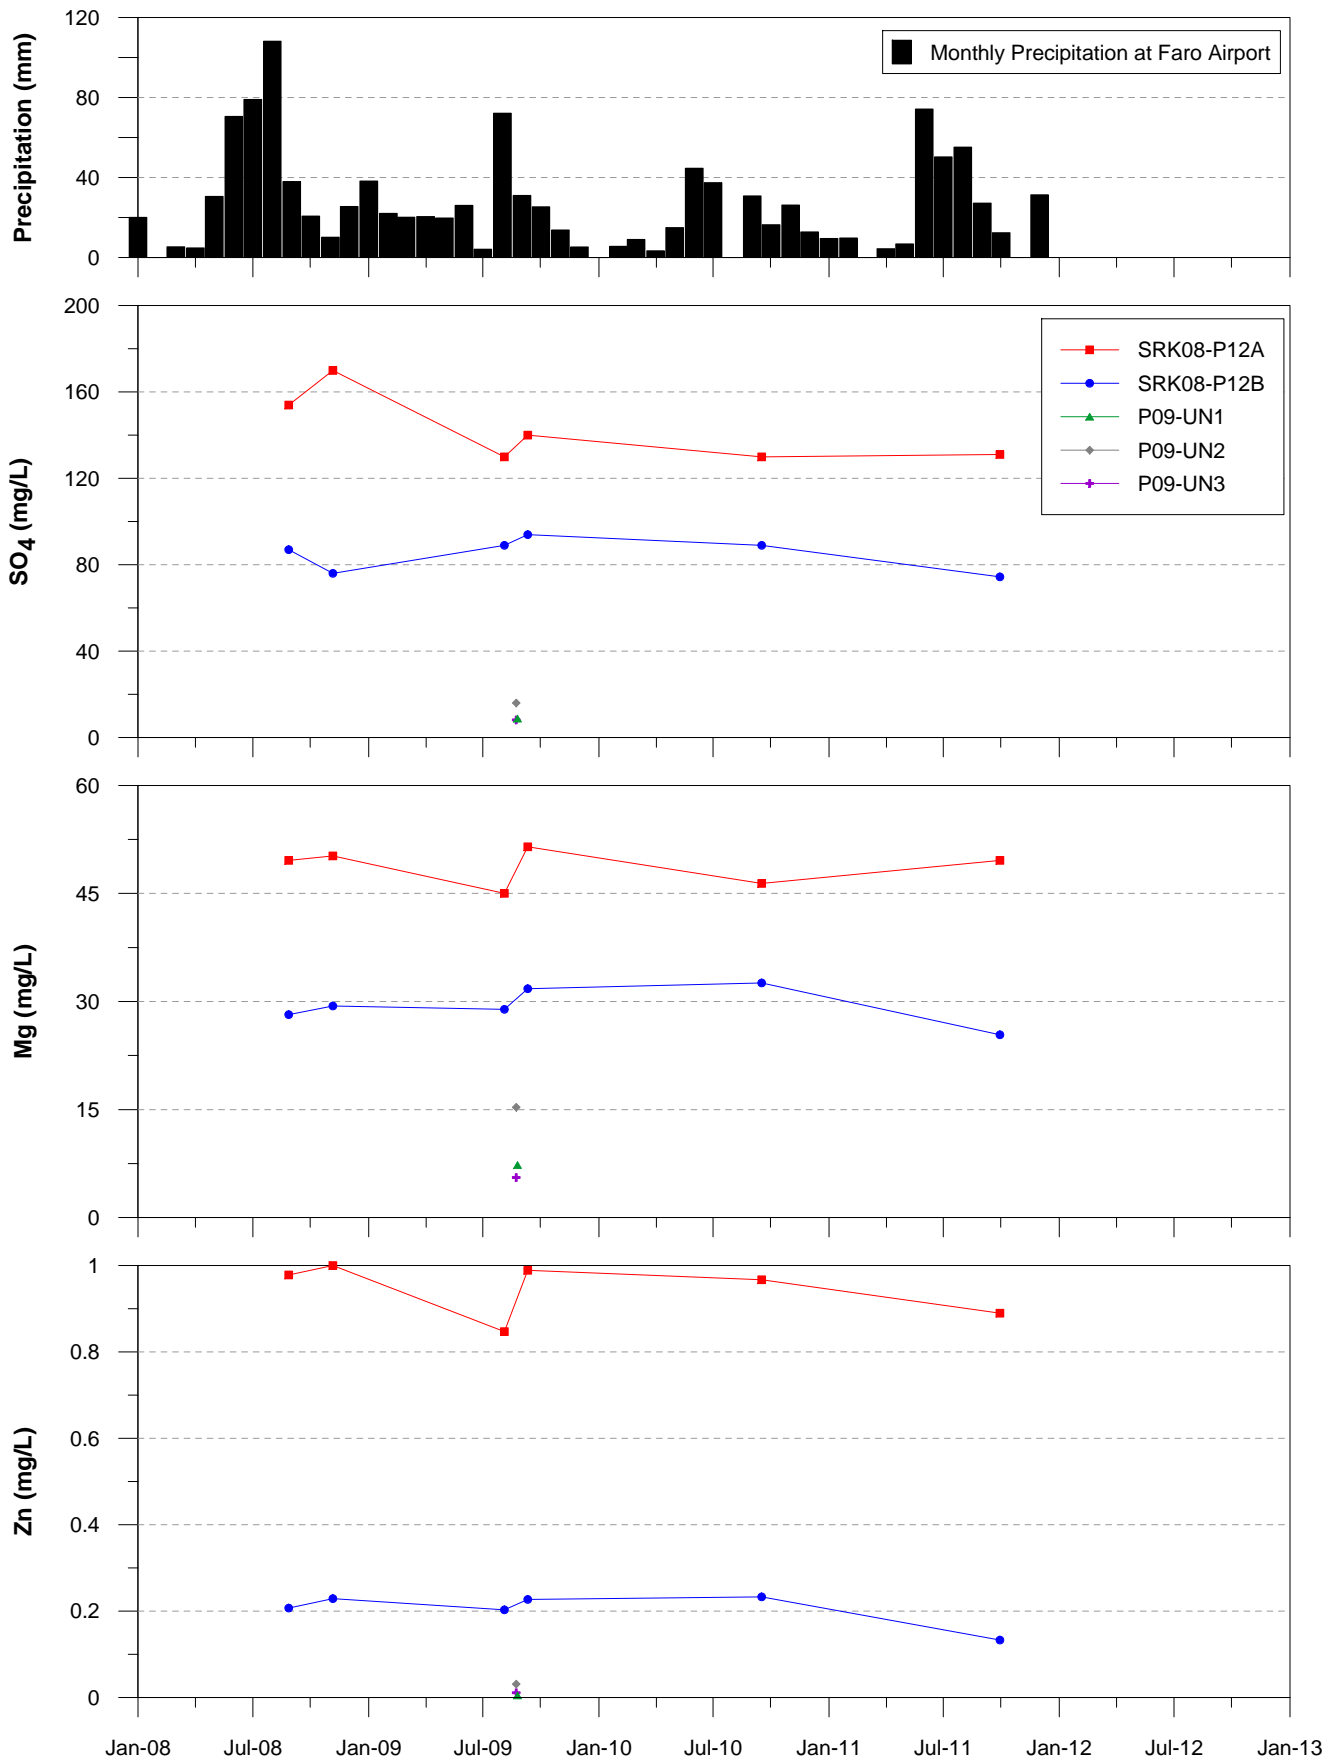 120
80
40
0
Precipitation (mm)
Monthly Precipitation at Faro Airport
200
160
120
80
40
0
SO4 (mg/L)
SRK08-P12A
SRK08-P12B
P09-UN1
P09-UN2
P09-UN3
60
45
30
15
0
Mg (mg/L)
1
0.8
0.6
0.4
0.2
0
Zn (mg/L)
Jan-08 Jul-08 Jan-09 Jul-09 Jan-10 Jul-10 Jan-11 Jul-11 Jan-12 Jul-12 Jan-13